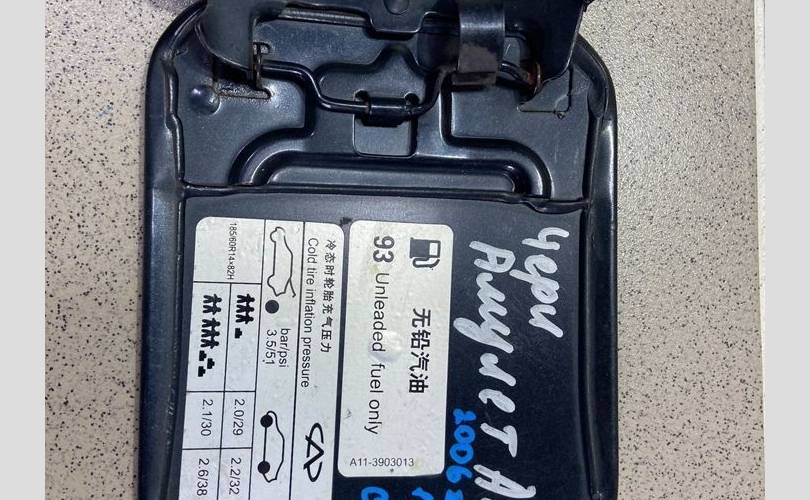 Чери
Амулет А
2006
无铅汽油
93 Unleaded fuel only
A11-3903013
冷态时轮胎充气压力
Cold tire inflation pressure
bar/psi
3.5/51
185/60R14×82H
2.0/29
2.2/32
2.1/30
2.6/38